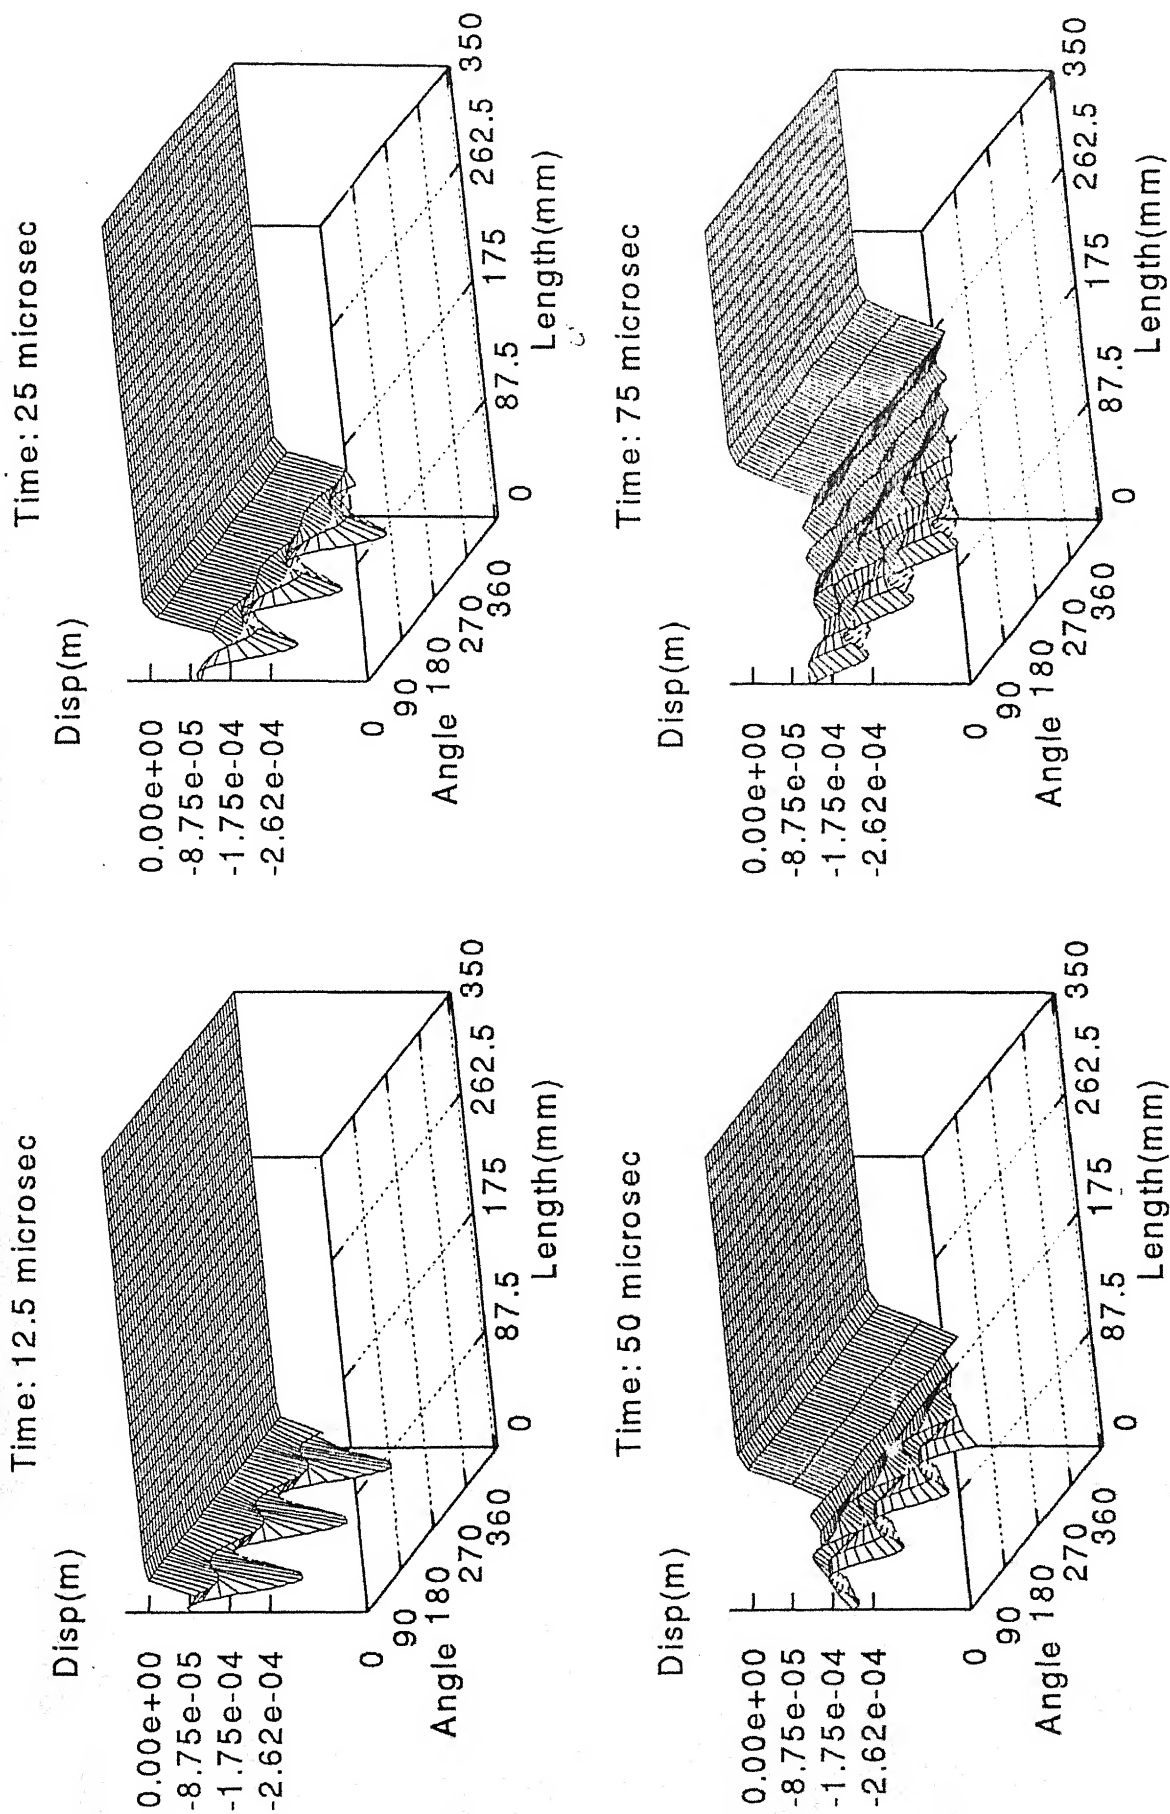 Time: 12.5 microsec
Disp(m)
0.00e+00
-8.75e-05
-1.75e-04
-2.62e-04
0
90
Angle 180
270
360
0
87.5
175
262.5
350
Length(mm)
Time: 25 microsec
Disp(m)
0.00e+00
-8.75e-05
-1.75e-04
-2.62e-04
0
90
Angle 180
270
360
0
87.5
175
262.5
350
Length(mm)
Time: 50 microsec
Disp(m)
0.00e+00
-8.75e-05
-1.75e-04
-2.62e-04
0
90
Angle 180
270
360
0
87.5
175
262.5
350
Length(mm)
Time: 75 microsec
Disp(m)
0.00e+00
-8.75e-05
-1.75e-04
-2.62e-04
0
90
Angle 180
270
360
0
87.5
175
262.5
350
Length(mm)